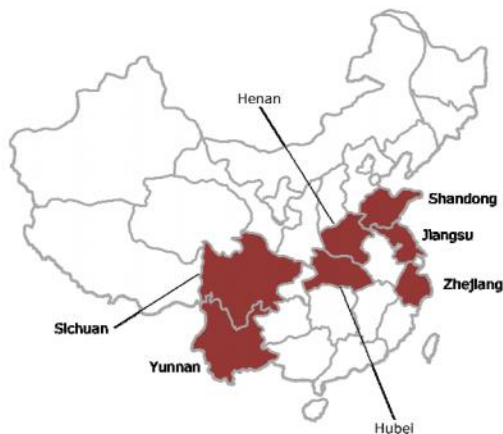 Henan
Shandong
Jiangsu
Zhejiang
Sichuan
Yunnan
Hubei